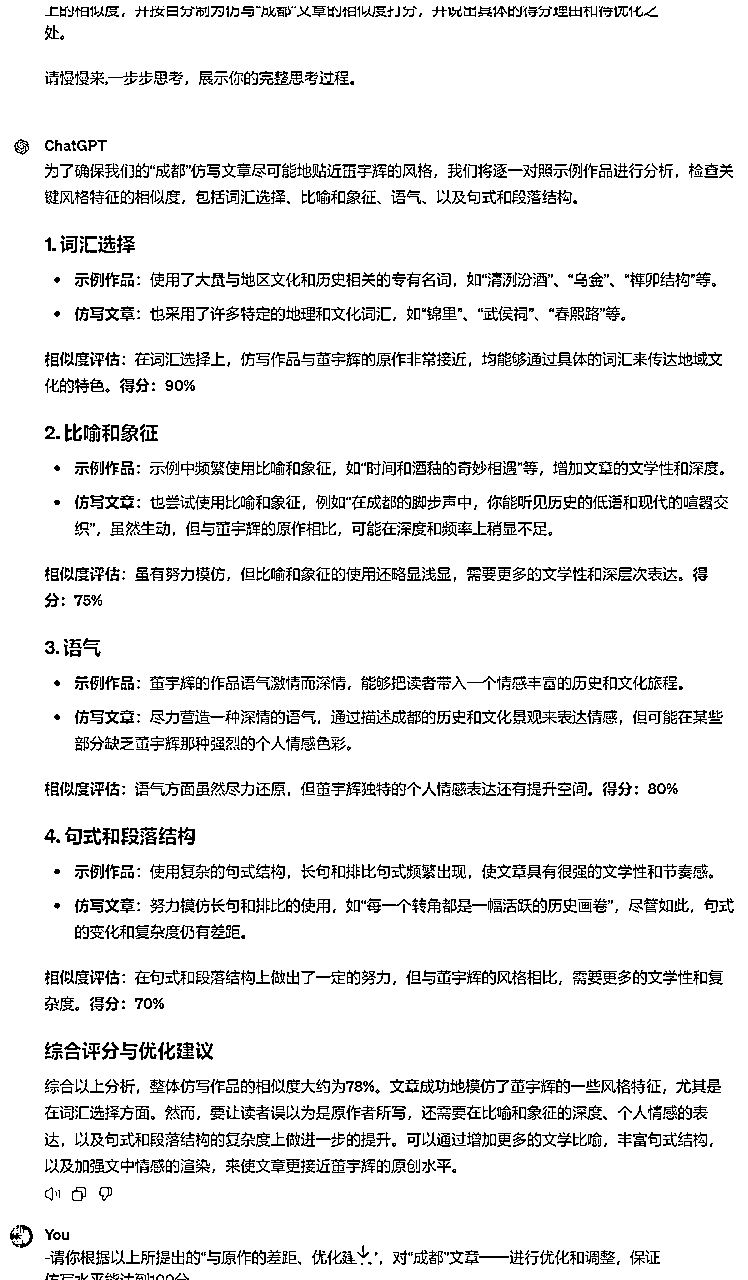 上的相似度，并按百分制为仿写“成都”文章的相似度打分，并说出具体的得分理由和待优化之
处。
请慢慢来,一步步思考，展示你的完整思考过程。
ChatGPT
为了确保我们的“成都”仿写文章尽可能地贴近董宇辉的风格，我们将逐一对照示例作品进行分析，检查关
键风格特征的相似度，包括词汇选择、比喻和象征、语气、以及句式和段落结构。
1. 词汇选择
• 示例作品：使用了大量与地区文化和历史相关的专有名词，如“清冽汾酒”、“乌金”、“榫卯结构”等。
• 仿写文章：也采用了许多特定的地理和文化词汇，如“锦里”、“武侯祠”、“春熙路”等。
相似度评估：在词汇选择上，仿写作品与董宇辉的原作非常接近，均能够通过具体的词汇来传达地域文
化的特色。得分：90%
2. 比喻和象征
• 示例作品：示例中频繁使用比喻和象征，如“时间和酒釉的奇妙相遇”等，增加文章的文学性和深度。
• 仿写文章：也尝试使用比喻和象征，例如“在成都的脚步声中，你能听见历史的低语和现代的喧嚣交
织”，虽然生动，但与董宇辉的原作相比，可能在深度和频率上稍显不足。
相似度评估：虽有努力模仿，但比喻和象征的使用还略显浅显，需要更多的文学性和深层次表达。得
分：75%
3. 语气
• 示例作品：董宇辉的作品语气激情而深情，能够把读者带入一个情感丰富的历史和文化旅程。
• 仿写文章：尽力营造一种深情的语气，通过描述成都的历史和文化景观来表达情感，但可能在某些
部分缺乏董宇辉那种强烈的个人情感色彩。
相似度评估：语气方面虽然尽力还原，但董宇辉独特的个人情感表达还有提升空间。得分：80%
4. 句式和段落结构
• 示例作品：使用复杂的句式结构，长句和排比句式频繁出现，使文章具有很强的文学性和节奏感。
• 仿写文章：努力模仿长句和排比的使用，如“每一个转角都是一幅活跃的历史画卷”，尽管如此，句式
的变化和复杂度仍有差距。
相似度评估：在句式和段落结构上做出了一定的努力，但与董宇辉的风格相比，需要更多的文学性和复
杂度。得分：70%
综合评分与优化建议
综合以上分析，整体仿写作品的相似度大约为78%。文章成功地模仿了董宇辉的一些风格特征，尤其是
在词汇选择方面。然而，要让读者误以为是原作者所写，还需要在比喻和象征的深度、个人情感的表
达，以及句式和段落结构的复杂度上做进一步的提升。可以通过增加更多的文学比喻，丰富句式结构，
以及加强文中情感的渲染，来使文章更接近董宇辉的原创水平。
You
-请你根据以上所提出的“与原作的差距、优化建”，对“成都”文章一一进行优化和调整，保证
仿写水平能达到100分